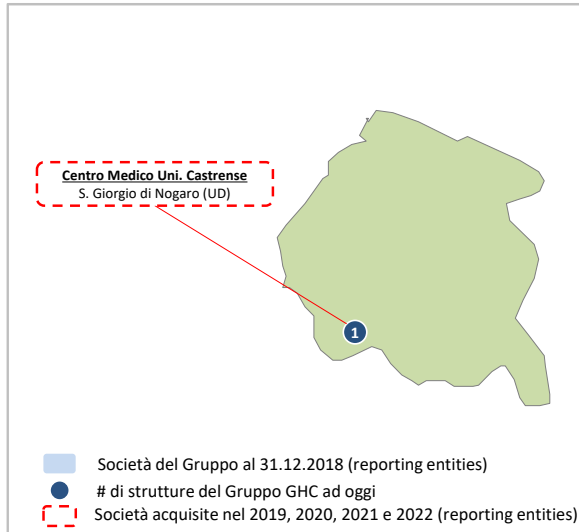 Centro Medico Uni. Castrense
S. Giorgio di Nogaro (UD)
1
Società del Gruppo al 31.12.2018 (reporting entities)
# di strutture del Gruppo GHC ad oggi
Società acquisite nel 2019, 2020, 2021 e 2022 (reporting entities)